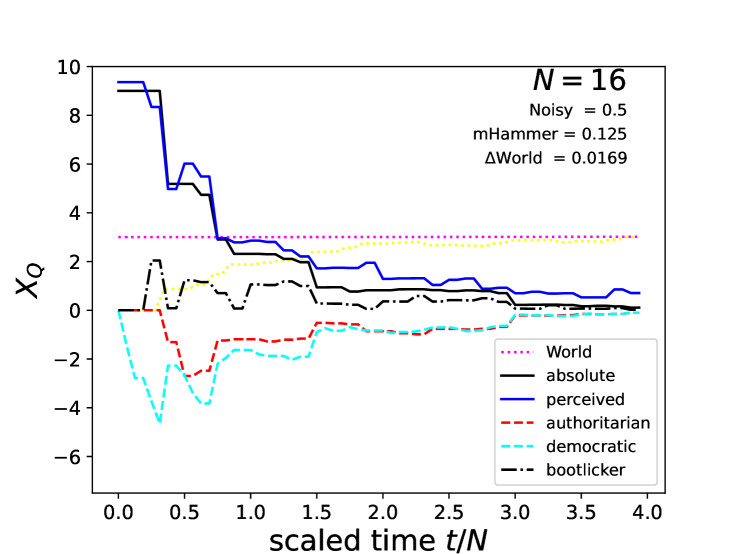 N = 16
Noisy = 0.5
mHammer = 0.125
ΔWorld = 0.0169
10
8
6
4
2
0
−2
−4
−6
X_Q
World
absolute
perceived
authoritarian
democratic
bootlicker
0.0 0.5 1.0 1.5 2.0 2.5 3.0 3.5 4.0
scaled time t/N